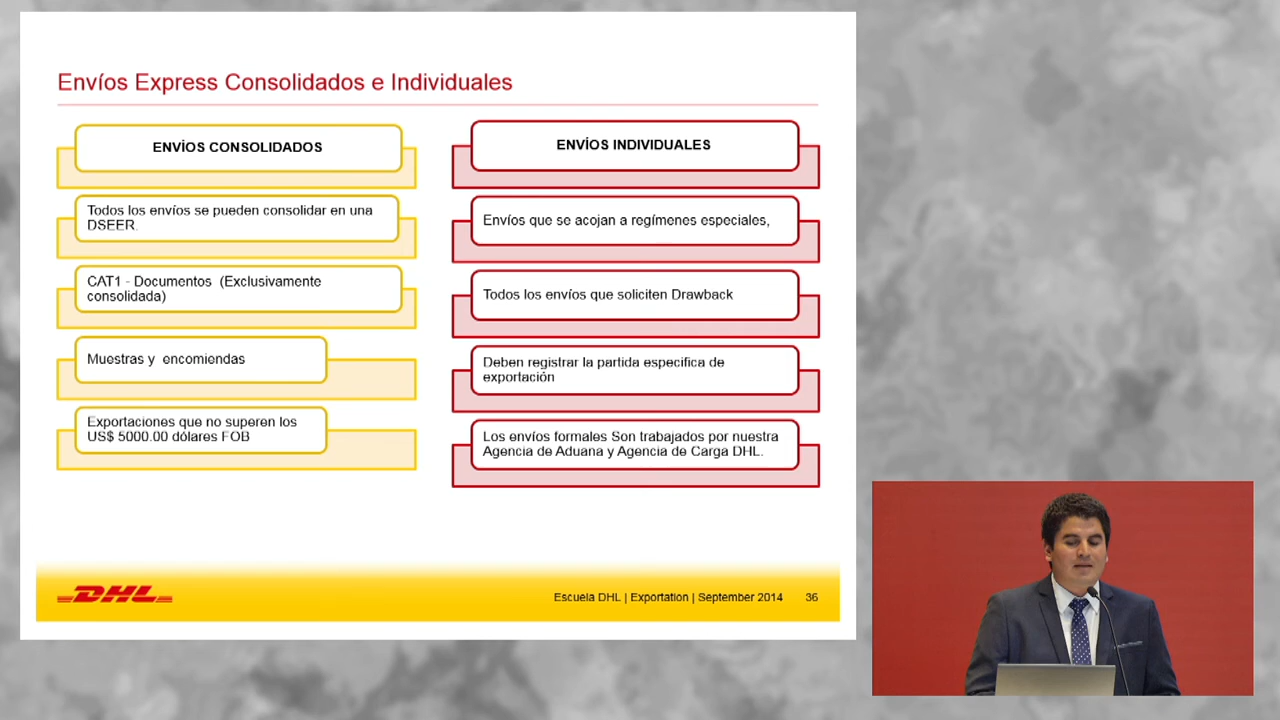 Envíos Express Consolidados e Individuales
ENVÍOS CONSOLIDADOS
Todos los envíos se pueden consolidar en una
DSEER.
CAT1 - Documentos (Exclusivamente
consolidada)
Muestras y encomiendas
Exportaciones que no superen los
US$ 5000.00 dólares FOB
ENVÍOS INDIVIDUALES
Envíos que se acojan a regímenes especiales,
Todos los envíos que soliciten Drawback
Deben registrar la partida especifica de
exportación
Los envíos formales Son trabajados por nuestra
Agencia de Aduana y Agencia de Carga DHL.
DHL
Escuela DHL | Exportation | September 2014 36